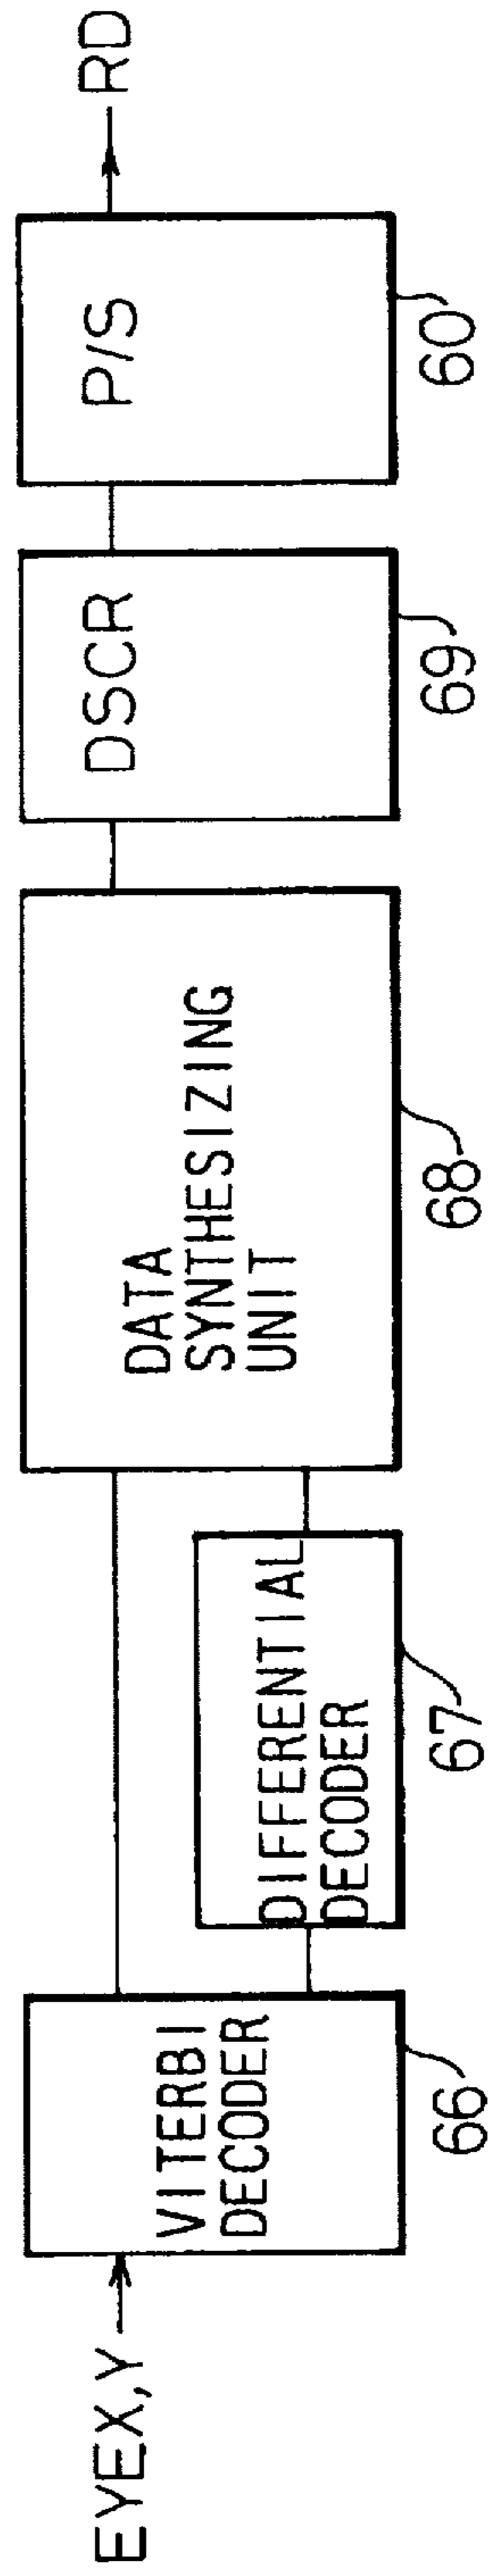 EYEX,Y
VITERBI
DECODER
66
DIFFERENTIAL
DECODER
67
DATA
SYNTHESIZING
UNIT
68
DSCR
69
P/S
60
RD